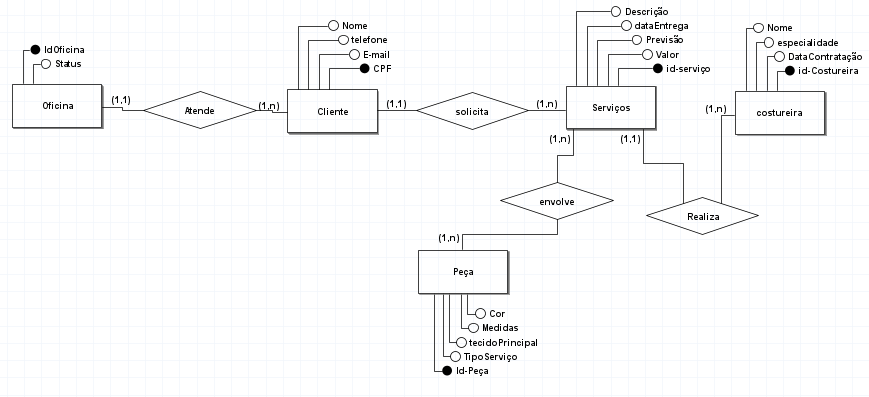 IdOficina
Status
Oficina
(1,1)
Atende
(1,n)
Nome
telefone
E-mail
CPF
Cliente
(1,1)
solicita
(1,n)
Descrição
dataEntrega
Previsão
Valor
id-serviço
Serviços
(1,n)
(1,1)
Nome
especialidade
DataContratação
id-Costureira
costureira
(1,n)
Realiza
envolve
(1,n)
Peça
Cor
Medidas
tecidoPrincipal
TipoServiço
Id-Peça